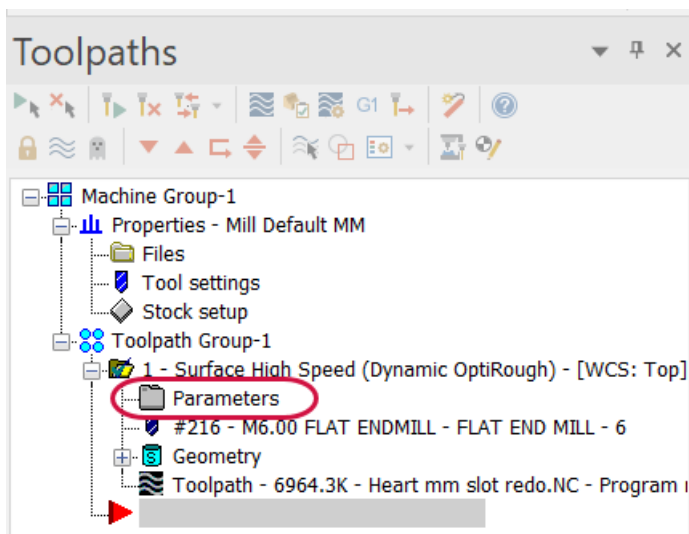 Toolpaths
G1
Machine Group-1
Properties - Mill Default MM
Files
Tool settings
Stock setup
Toolpath Group-1
1 - Surface High Speed (Dynamic OptiRough) - [WCS: Top]
Parameters
#216 - M6.00 FLAT ENDMILL - FLAT END MILL - 6
Geometry
Toolpath - 6964.3K - Heart mm slot redo.NC - Program